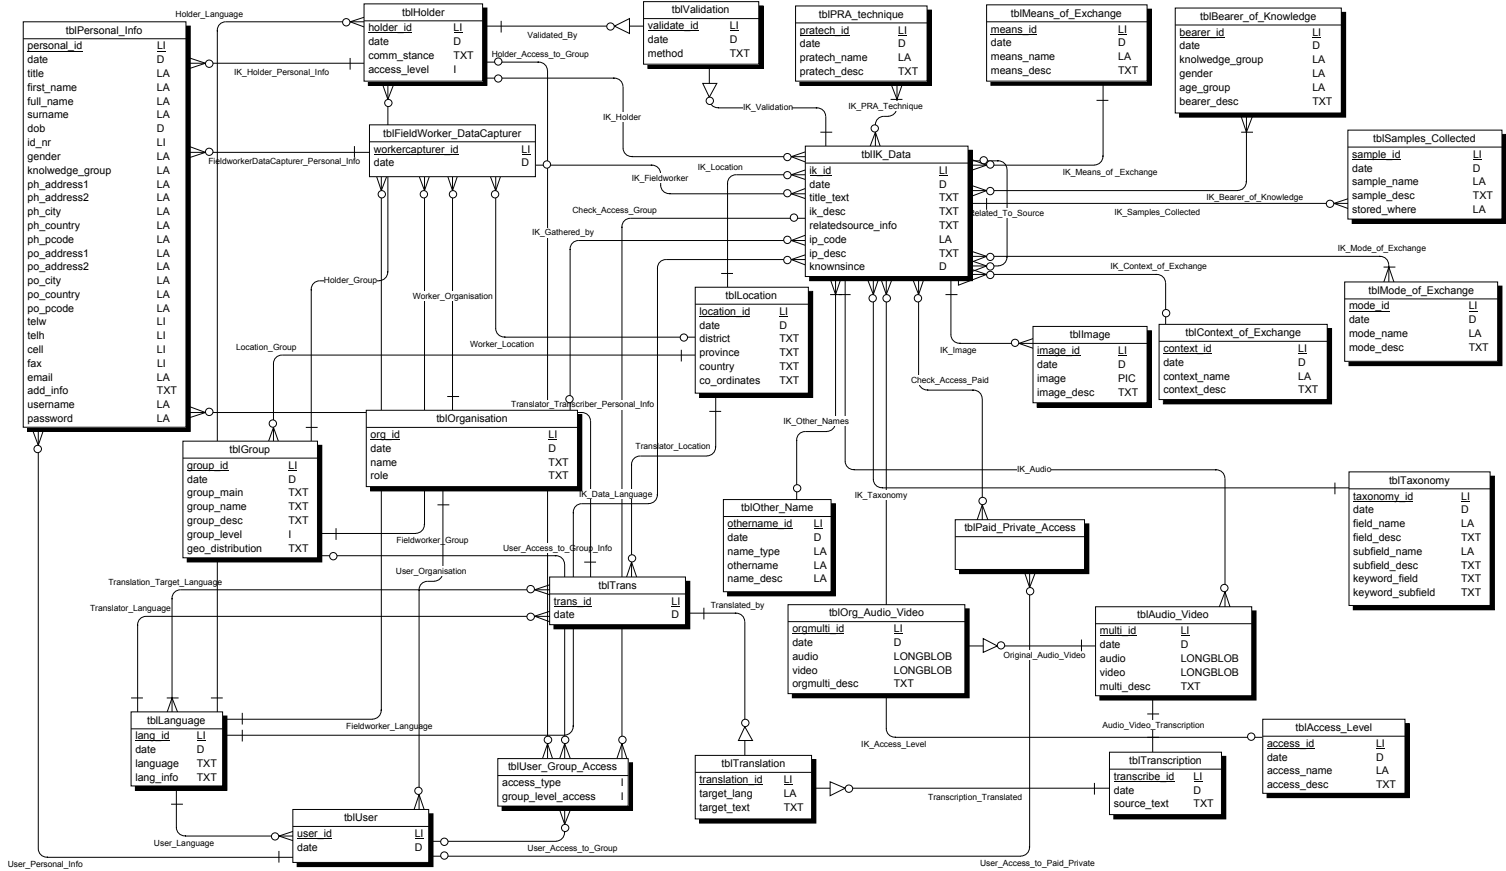 Holder_Language
tblHolder
holder_id LI
date D
comm_stance TXT
access_level I
Validated_By
Holder_Access_to_Group
tblValidation
validate_id LI
date D
method TXT
tblPRA_technique
pratech_id LI
date D
pratech_name LA
pratech_desc TXT
tblMeans_of_Exchange
means_id LI
date D
means_name LA
means_desc TXT
tblBearer_of_Knowledge
bearer_id LI
date D
knolwedge_group LA
gender LA
age_group LA
bearer_desc TXT
tblPersonal_Info
personal_id LI
date D
title LA
first_name LA
full_name LA
surname LA
dob D
id_nr LI
gender LA
knolwedge_group LA
ph_address1 LA
ph_address2 LA
ph_city LA
ph_country LA
ph_pcode LA
po_address1 LA
po_address2 LA
po_city LA
po_country LA
po_pcode LA
telw LI
telh LI
cell LI
fax LI
email LA
add_info TXT
username LA
password LA
IK_Holder_Personal_Info
IK_Holder
IK_Validation
IK_PRA_Technique
tblFieldWorker_DataCapturer
workercapturer_id LI
date D
FieldworkerDataCapturer_Personal_Info
IK_Location
IK_Fieldworker
Check_Access_Group
IK_Gathered_by
tblIK_Data
ik_id LI
date D
title_text TXT
ik_desc TXT
relatedsource_info TXT
ip_code LA
ip_desc TXT
knownsince D
IK_Means_of_Exchange
IK_Bearer_of_Knowledge
elated_To_Source
IK_Samples_Collected
tblSamples_Collected
sample_id LI
date D
sample_name LA
sample_desc TXT
stored_where LA
IK_Mode_of_Exchange
IK_Context_of_Exchange
tblMode_of_Exchange
mode_id LI
date D
mode_name LA
mode_desc TXT
Holder_Group
Worker_Organisation
Worker_Location
Location_Group
tblLocation
location_id LI
date D
district TXT
province TXT
country TXT
co_ordinates TXT
tblImage
image_id LI
date D
image PIC
image_desc TXT
IK_Image
tblContext_of_Exchange
context_id LI
date D
context_name LA
context_desc TXT
Check_Access_Paid
Translator_Transcriber_Personal_Info
tblOrganisation
org_id LI
date D
name TXT
role TXT
tblGroup
group_id LI
date D
group_main TXT
group_name TXT
group_desc TXT
group_level I
geo_distribution TXT
IK_Other_Names
Translator_Location
IK_Data_Language
IK_Audio
IK_Taxonomy
tblOther_Name
othername_id LI
date D
name_type LA
othername LA
name_desc LA
tblPaid_Private_Access
tblTaxonomy
taxonomy_id LI
date D
field_name LA
field_desc TXT
subfield_name LA
subfield_desc TXT
keyword_field TXT
keyword_subfield TXT
Fieldworker_Group
User_Access_to_Group_Info
User_Organisation
Translation_Target_Language
Translator_Language
tblTrans
trans_id LI
date D
Translated_by
tblOrg_Audio_Video
orgmulti_id LI
date D
audio LONGBLOB
video LONGBLOB
orgmulti_desc TXT
Original_Audio_Video
tblAudio_Video
multi_id LI
date D
audio LONGBLOB
video LONGBLOB
multi_desc TXT
tblLanguage
lang_id LI
date D
language TXT
lang_info TXT
Fieldworker_Language
Audio_Video_Transcription
IK_Access_Level
tblAccess_Level
access_id LI
date D
access_name LA
access_desc TXT
tblUser_Group_Access
access_type I
group_level_access I
tblTranslation
translation_id LI
target_lang LA
target_text TXT
Transcription_Translated
tblTranscription
transcribe_id LI
date D
source_text TXT
tblUser
user_id LI
date D
User_Language
User_Personal_Info
User_Access_to_Group
User_Access_to_Paid_Private